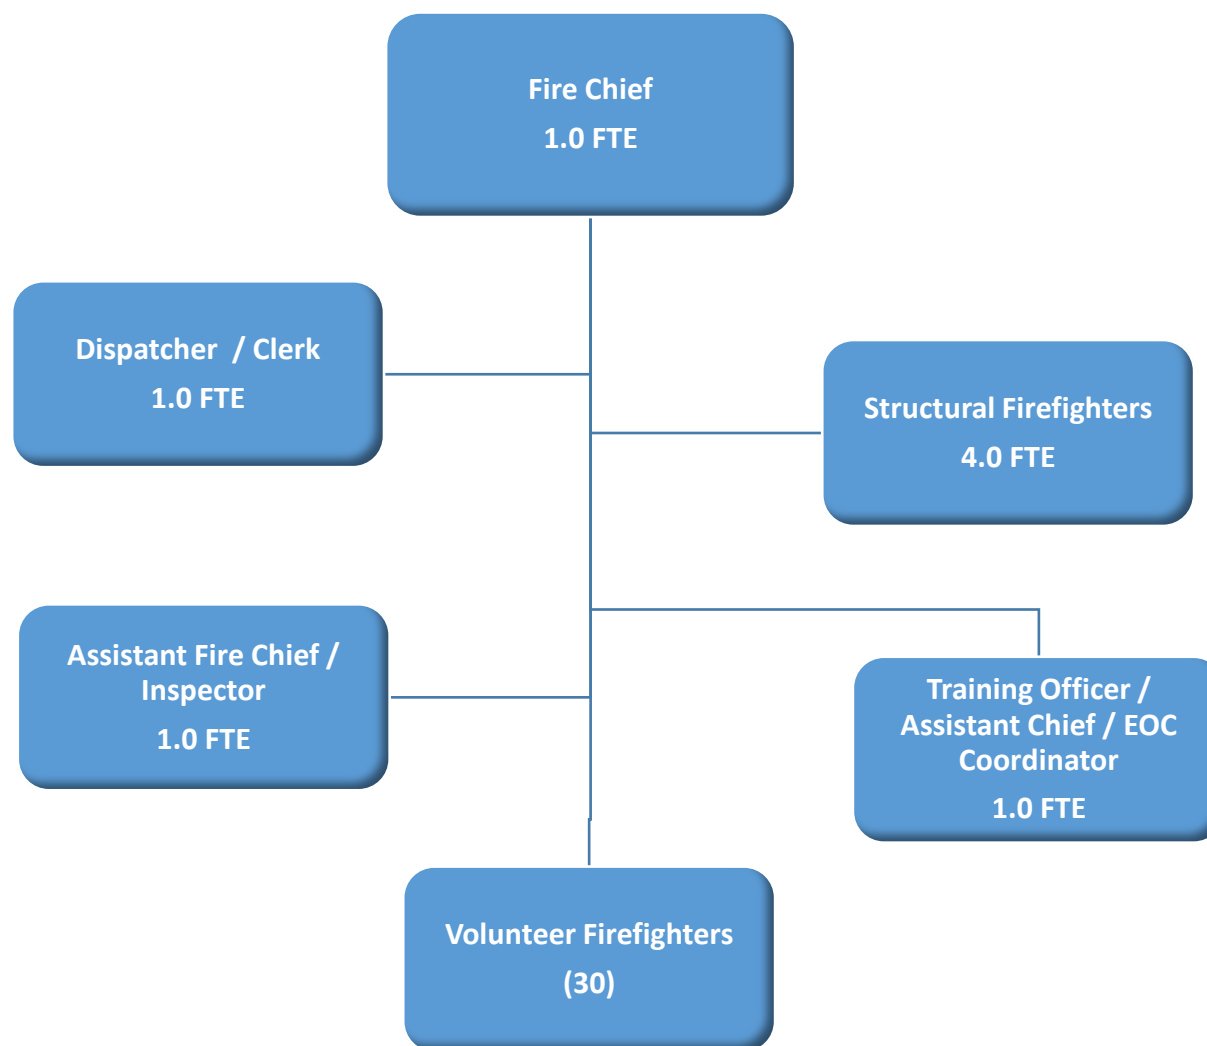 Fire Chief
1.0 FTE
Dispatcher / Clerk
1.0 FTE
Structural Firefighters
4.0 FTE
Assistant Fire Chief /
Inspector
1.0 FTE
Training Officer /
Assistant Chief / EOC
Coordinator
1.0 FTE
Volunteer Firefighters
(30)